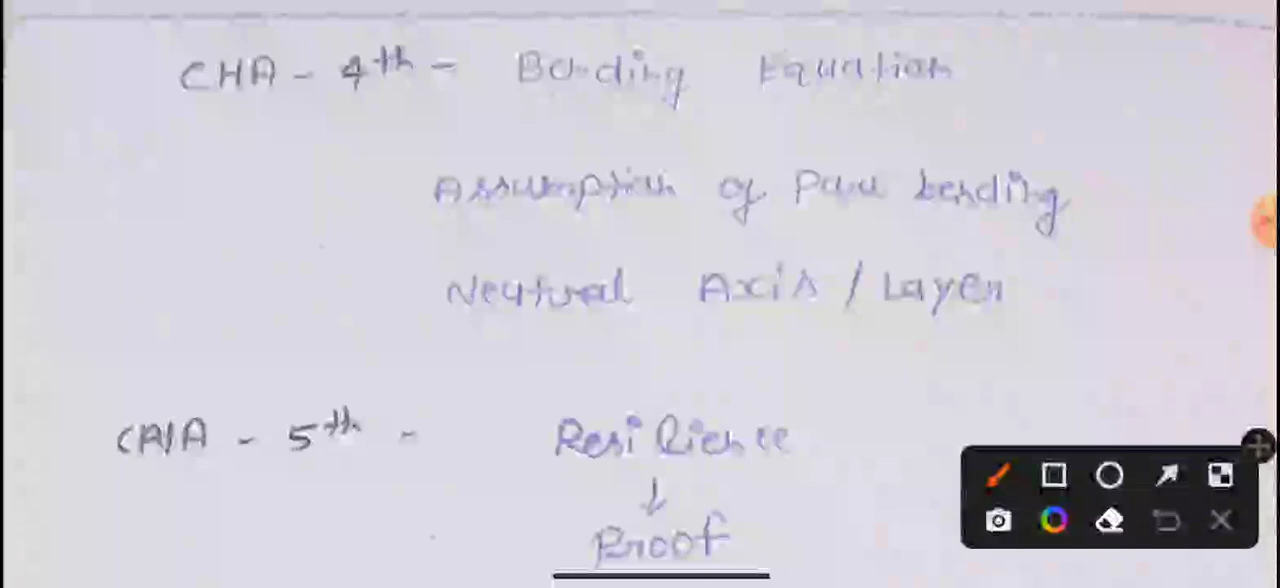 CHA - 4th - Bending Equation
Assumption of Pure bending
Neutral Axis / Layer
CHA - 5th - Resilience
↓
Proof